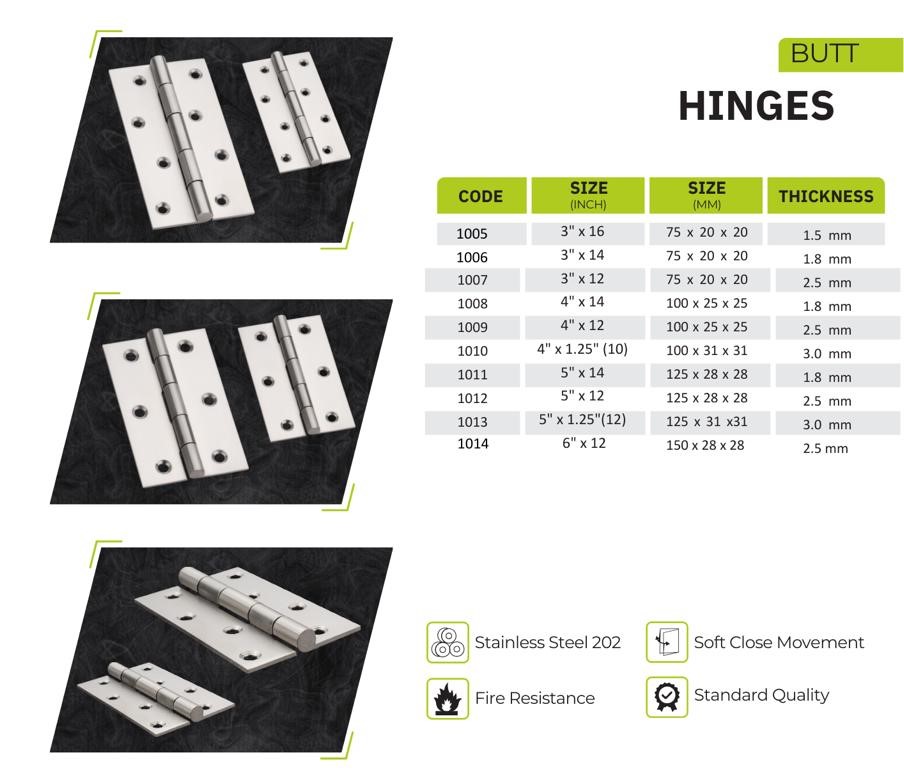 BUTT
HINGES
CODE SIZE (INCH) SIZE (MM) THICKNESS
1005 3" x 16 75 x 20 x 20 1.5 mm
1006 3" x 14 75 x 20 x 20 1.8 mm
1007 3" x 12 75 x 20 x 20 2.5 mm
1008 4" x 14 100 x 25 x 25 1.8 mm
1009 4" x 12 100 x 25 x 25 2.5 mm
1010 4" x 1.25" (10) 100 x 31 x 31 3.0 mm
1011 5" x 14 125 x 28 x 28 1.8 mm
1012 5" x 12 125 x 28 x 28 2.5 mm
1013 5" x 1.25"(12) 125 x 31 x31 3.0 mm
1014 6" x 12 150 x 28 x 28 2.5 mm
Stainless Steel 202 Soft Close Movement
Fire Resistance Standard Quality